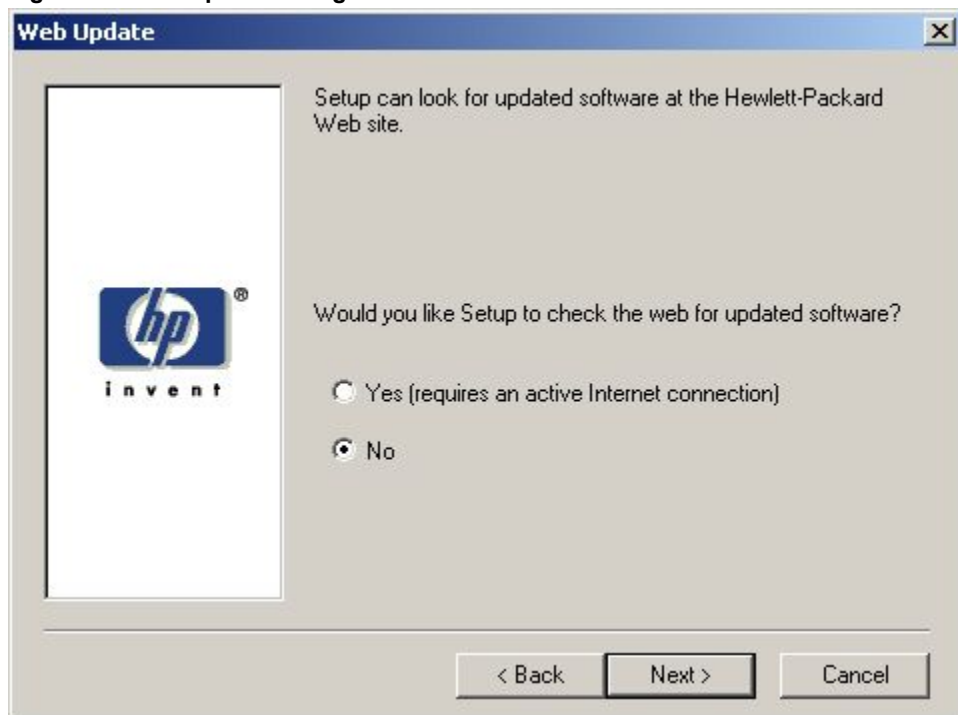 Web Update
Setup can look for updated software at the Hewlett-Packard
Web site.
hp ®
invent
Would you like Setup to check the web for updated software?
Yes (requires an active Internet connection)
No
< Back
Next >
Cancel